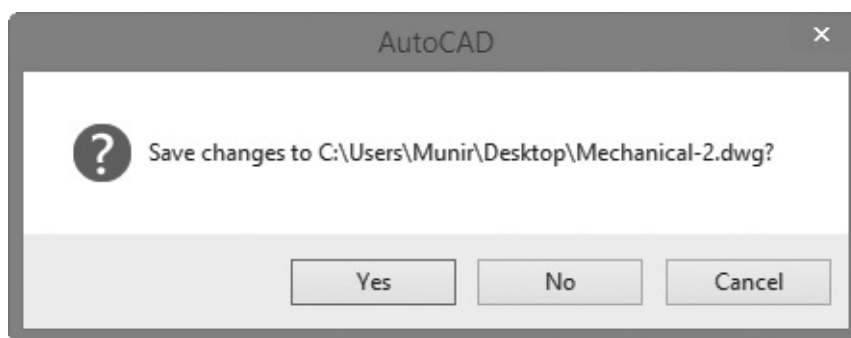 AutoCAD
Save changes to C:\Users\Munir\Desktop\Mechanical-2.dwg?
Yes No Cancel